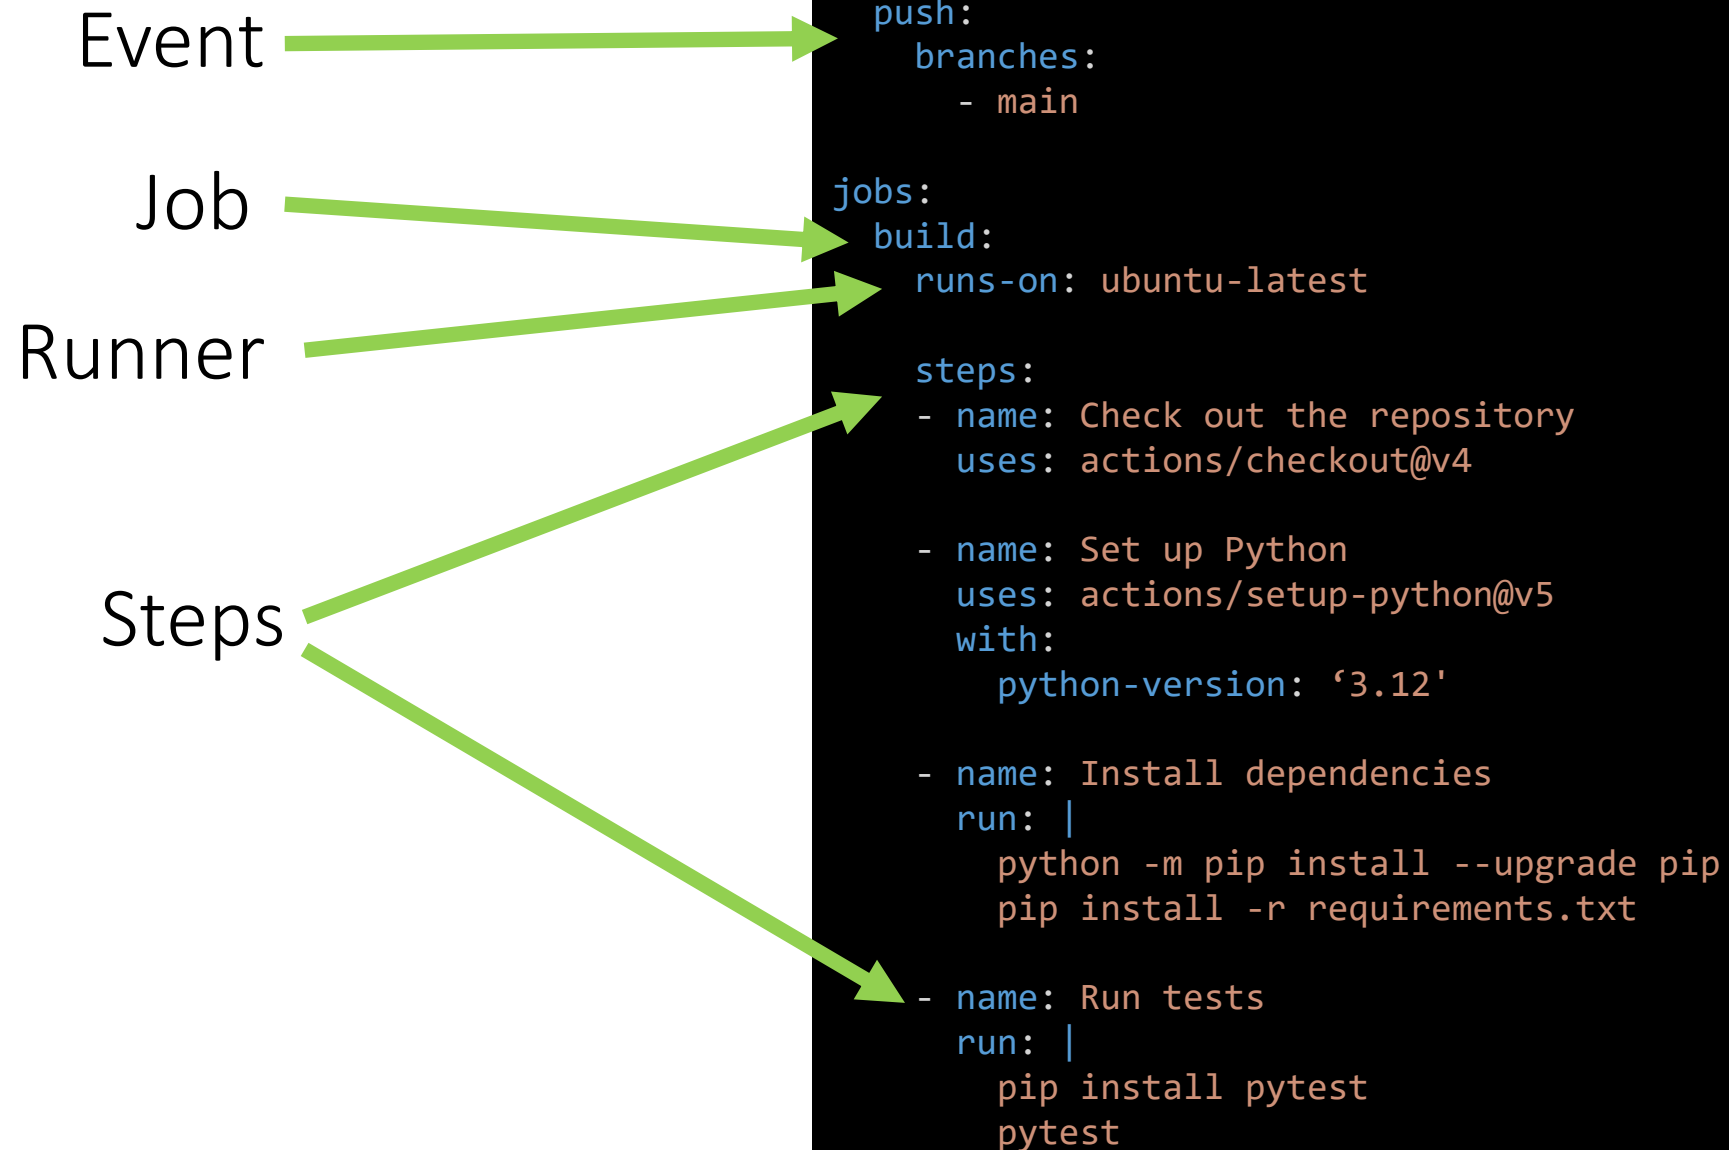 Event
Job
Runner
Steps
push:
branches:
- main
jobs:
build:
runs-on: ubuntu-latest
steps:
- name: Check out the repository
uses: actions/checkout@v4
- name: Set up Python
uses: actions/setup-python@v5
with:
python-version: ‘3.12'
- name: Install dependencies
run: |
python -m pip install --upgrade pip
pip install -r requirements.txt
- name: Run tests
run: |
pip install pytest
pytest